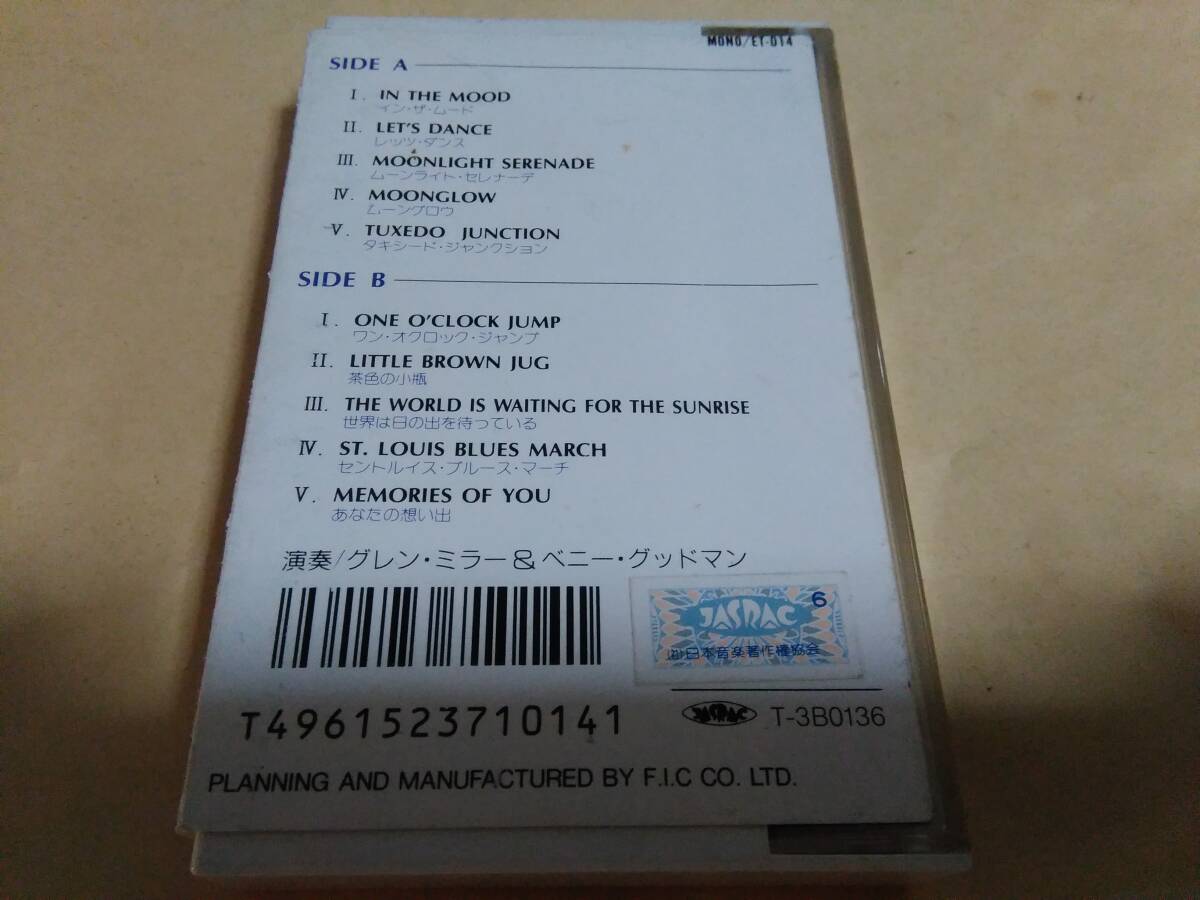 MONO/ET-014
SIDE A
I. IN THE MOOD
イン・ザ・ムード
II. LET'S DANCE
レッツ・ダンス
III. MOONLIGHT SERENADE
ムーンライト・セレナーデ
IV. MOONGLOW
ムーングロウ
V. TUXEDO JUNCTION
タキシード・ジャンクション
SIDE B
I. ONE O'CLOCK JUMP
ワン・オクロック・ジャンプ
II. LITTLE BROWN JUG
茶色の小瓶
III. THE WORLD IS WAITING FOR THE SUNRISE
世界は日の出を待っている
IV. ST. LOUIS BLUES MARCH
セントルイス・ブルース・マーチ
V. MEMORIES OF YOU
あなたの想い出
演奏/グレン・ミラー&ベニー・グッドマン
6
JASRAC
(社)日本音楽著作権協会
T4961523710141
JASRAC T-3B0136
PLANNING AND MANUFACTURED BY F.I.C CO. LTD.